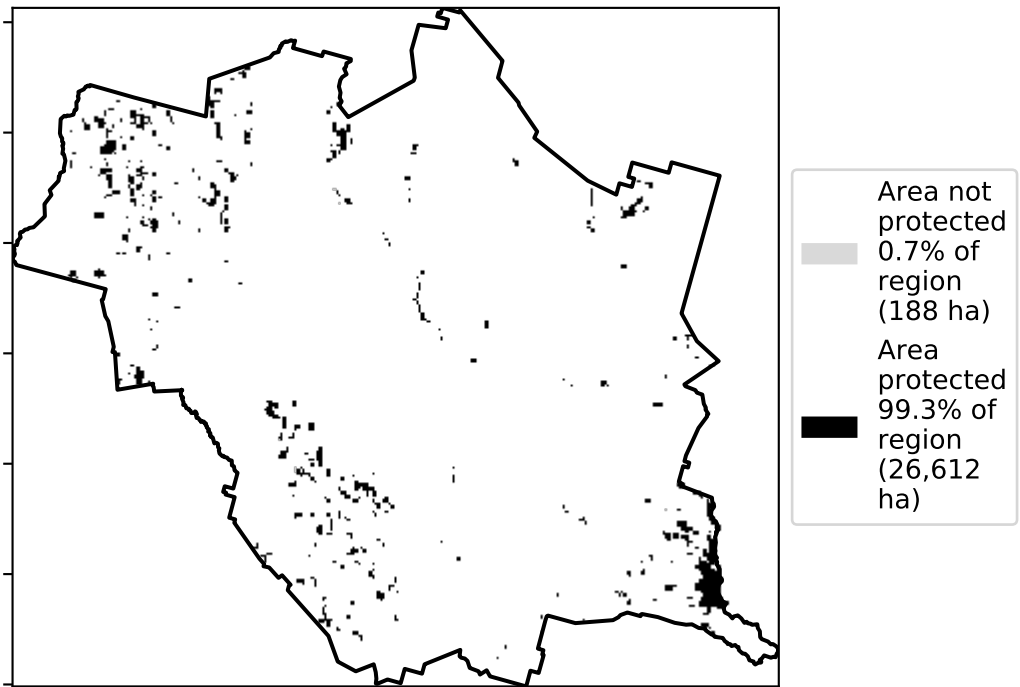 Area not
protected
0.7% of
region
(188 ha)
Area
protected
99.3% of
region
(26,612
ha)